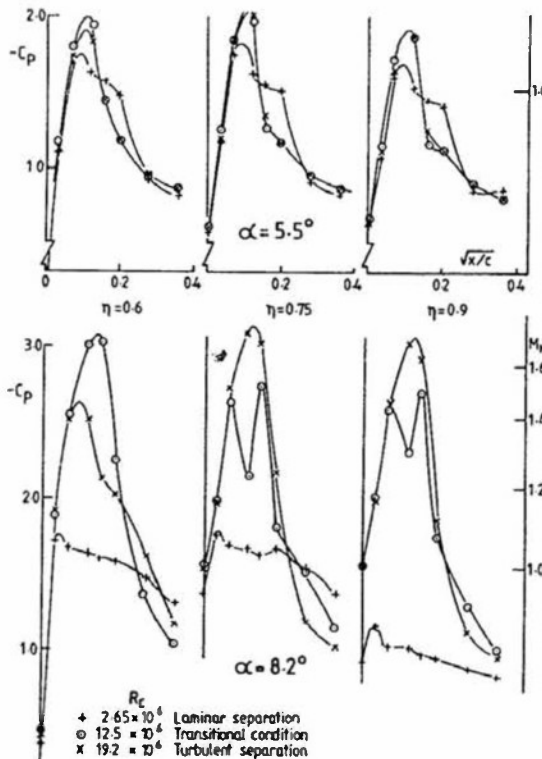 2.0
-Cp
1.0
0
0.2
0.2
0.4
0.2
0.4
1.0
α=5.5°
√x/c
η=0.6
η=0.75
η=0.9
3.0
-Cp
2.0
1.0
1.6
1.4
1.2
1.0
α=8.2°
+ 2.65 × 10⁶ Laminar separation
⊙ 12.5 × 10⁶ Transitional condition
× 19.2 × 10⁶ Turbulent separation